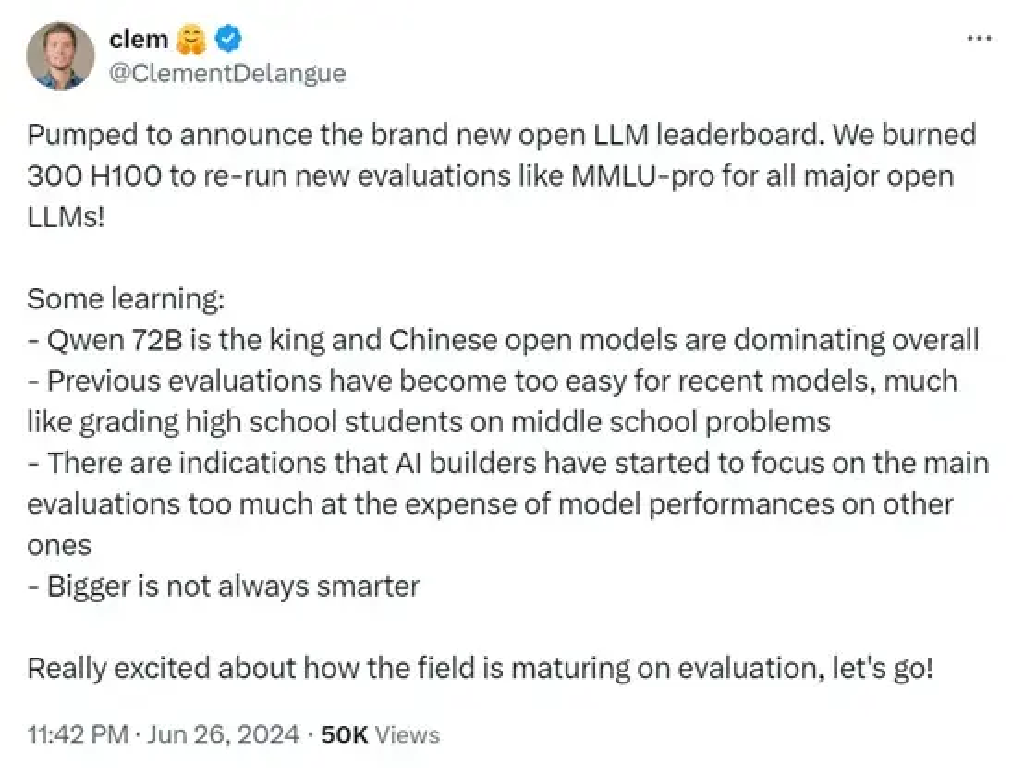 clem 🤗
@ClementDelangue
Pumped to announce the brand new open LLM leaderboard. We burned
300 H100 to re-run new evaluations like MMLU-pro for all major open
LLMs!
Some learning:
- Qwen 72B is the king and Chinese open models are dominating overall
- Previous evaluations have become too easy for recent models, much
like grading high school students on middle school problems
- There are indications that AI builders have started to focus on the main
evaluations too much at the expense of model performances on other
ones
- Bigger is not always smarter
Really excited about how the field is maturing on evaluation, let's go!
11:42 PM · Jun 26, 2024 · 50K Views